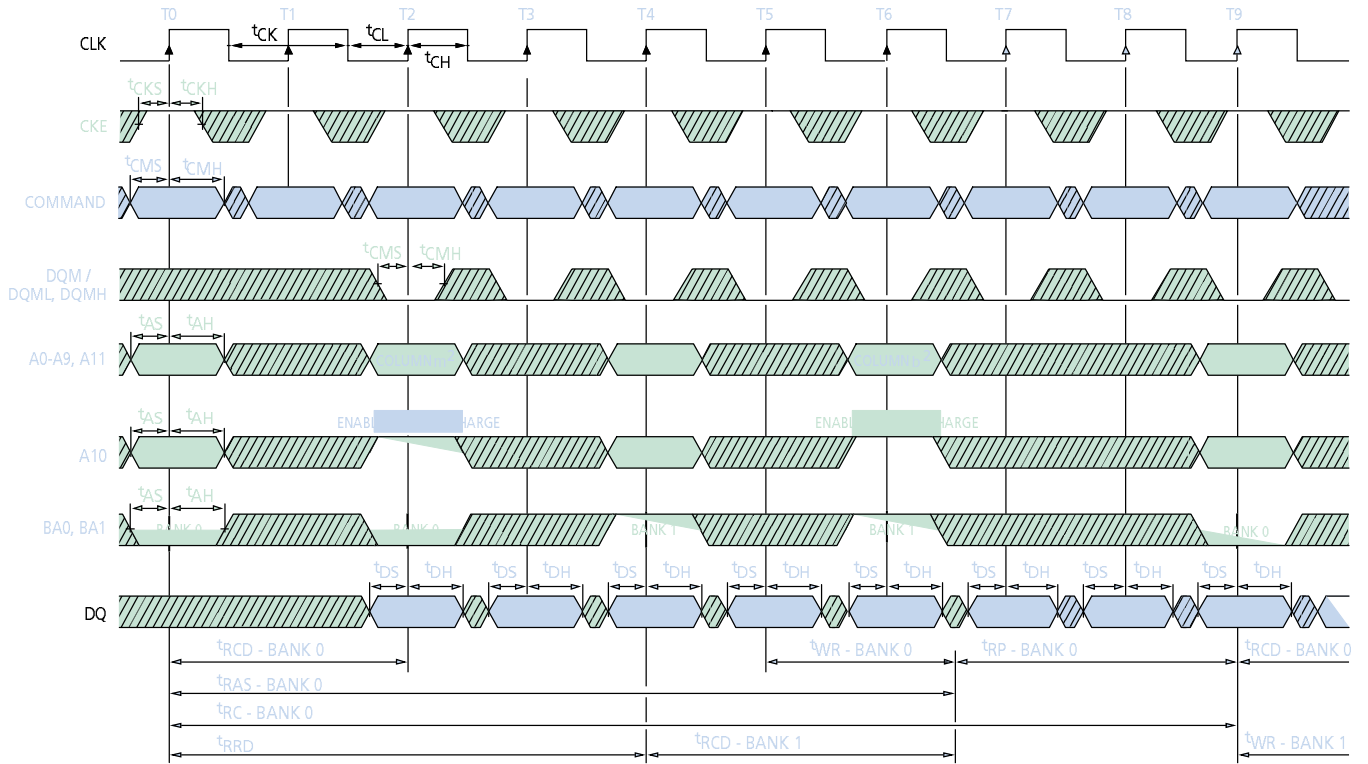 T0 T1 T2 T3 T4 T5 T6 T7 T8 T9
CLK tCK tCL tCH
tCKS tCKH
CKE
tCMS tCMH
COMMAND
tCMS tCMH
DQM /
DQML, DQMH
tAS tAH
A0-A9, A11 COLUMN COLUMN
tAS tAH
A10
tAS tAH
BA0, BA1 BANK 0 BANK 0 BANK 1 BANK 1 BANK 0
tDS tDH tDS tDH tDS tDH tDS tDH tDS tDH tDS tDH tDS tDH tDS tDH
DQ
tRCD - BANK 0 tWR - BANK 0 tRP - BANK 0 tRCD - BANK 0
tRAS - BANK 0
tRC - BANK 0
tRRD tRCD - BANK 1 tWR - BANK 1